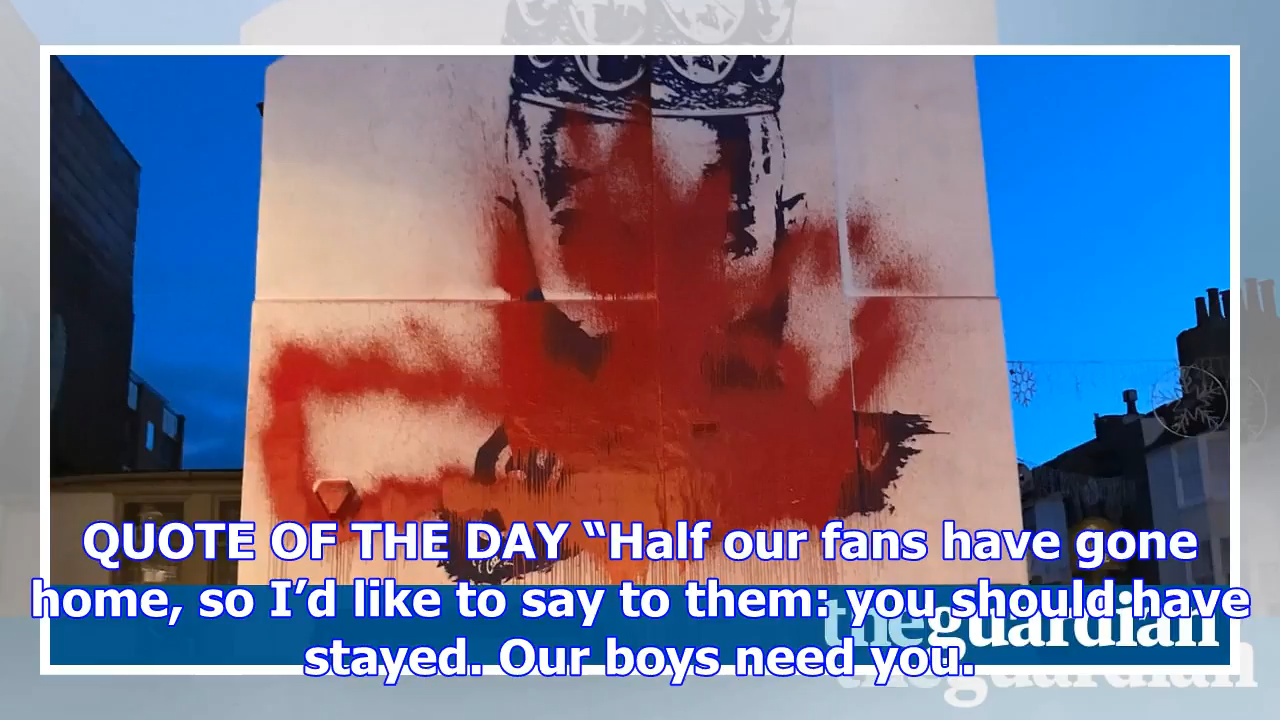 QUOTE OF THE DAY “Half our fans have gone
home, so I’d like to say to them: you should have
stayed. Our boys need you.
theguardian
theguardian